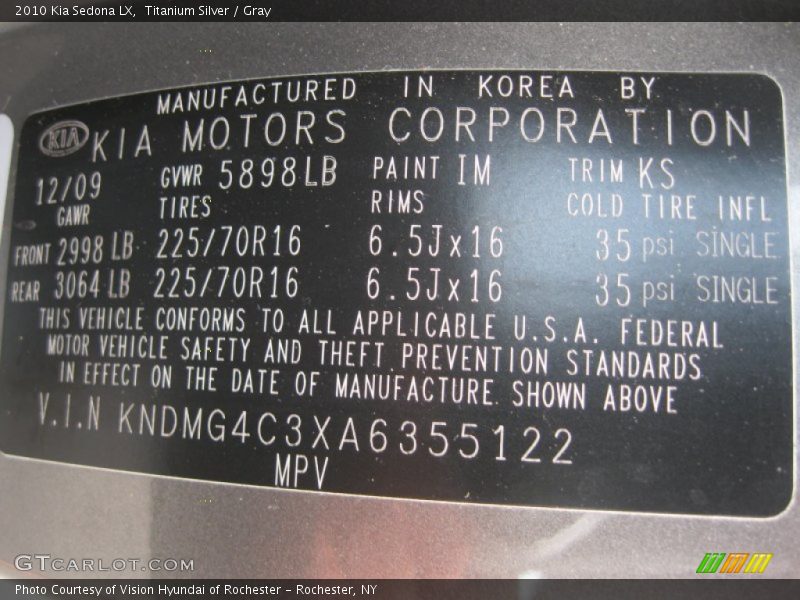 2010 Kia Sedona LX, Titanium Silver / Gray
MANUFACTURED IN KOREA BY
KIA KIA MOTORS CORPORATION
12/09 GVWR 5898LB PAINT IM TRIM KS
GAWR TIRES RIMS COLD TIRE INFL
FRONT 2998 LB 225/70R16 6.5Jx16 35 psi SINGLE
REAR 3064 LB 225/70R16 6.5Jx16 35 psi SINGLE
THIS VEHICLE CONFORMS TO ALL APPLICABLE U.S.A. FEDERAL
MOTOR VEHICLE SAFETY AND THEFT PREVENTION STANDARDS
IN EFFECT ON THE DATE OF MANUFACTURE SHOWN ABOVE
V.I.N KNDMG4C3XA6355122
MPV
GTCARLOT.COM
Photo Courtesy of Vision Hyundai of Rochester – Rochester, NY